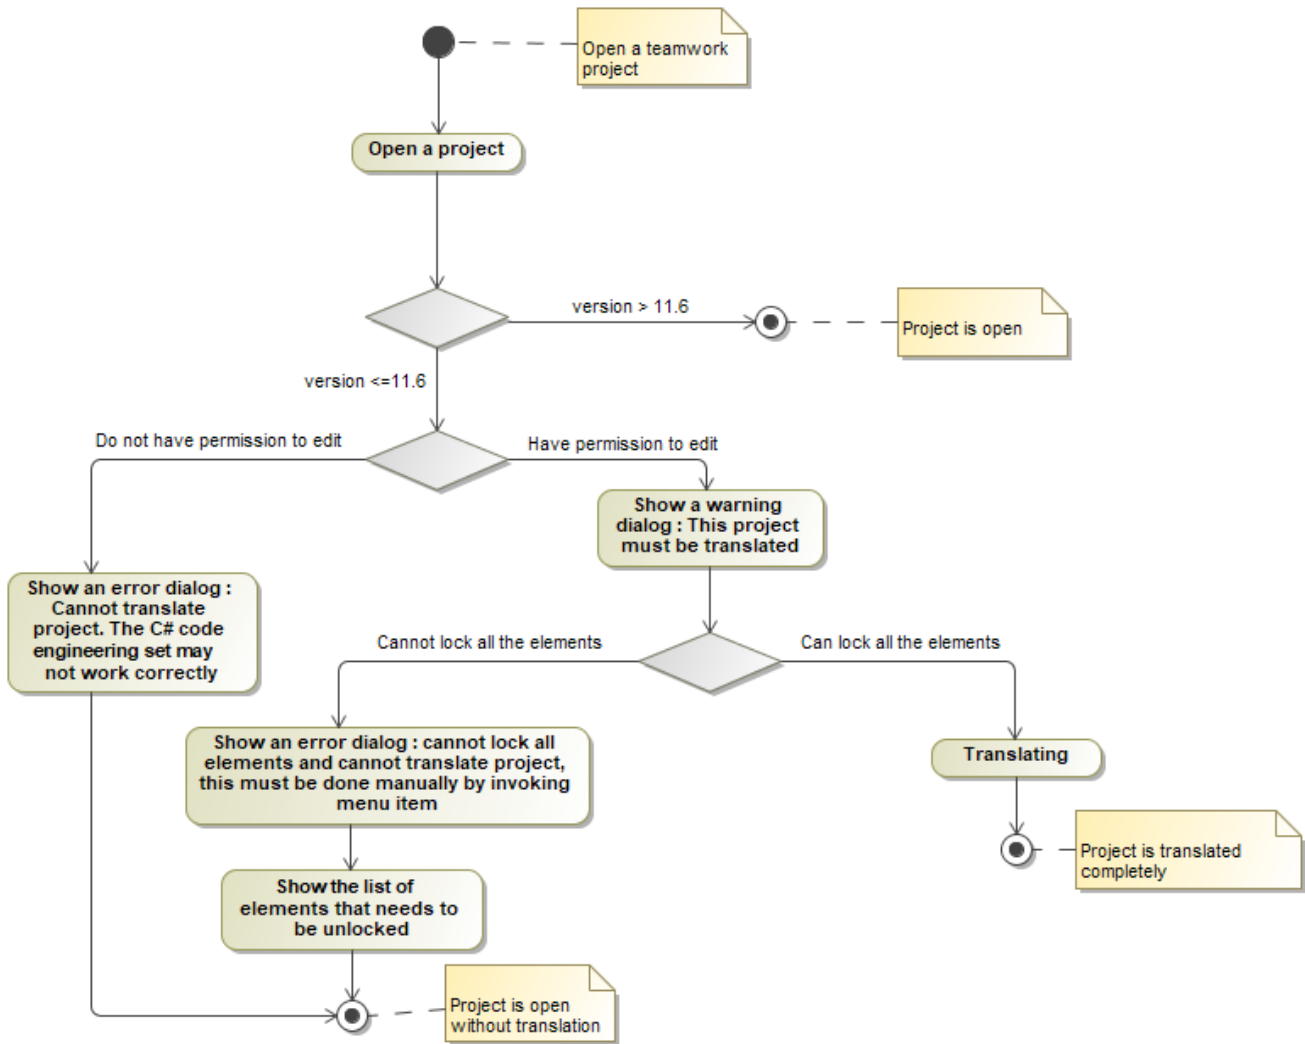 Open a teamwork
project
Open a project
version > 11.6
Project is open
version <=11.6
Do not have permission to edit
Have permission to edit
Show a warning
dialog : This project
must be translated
Show an error dialog :
Cannot translate
project. The C# code
engineering set may
not work correctly
Cannot lock all the elements
Can lock all the elements
Show an error dialog : cannot lock all
elements and cannot translate project,
this must be done manually by invoking
menu item
Translating
Project is translated
completely
Show the list of
elements that needs to
be unlocked
Project is open
without translation